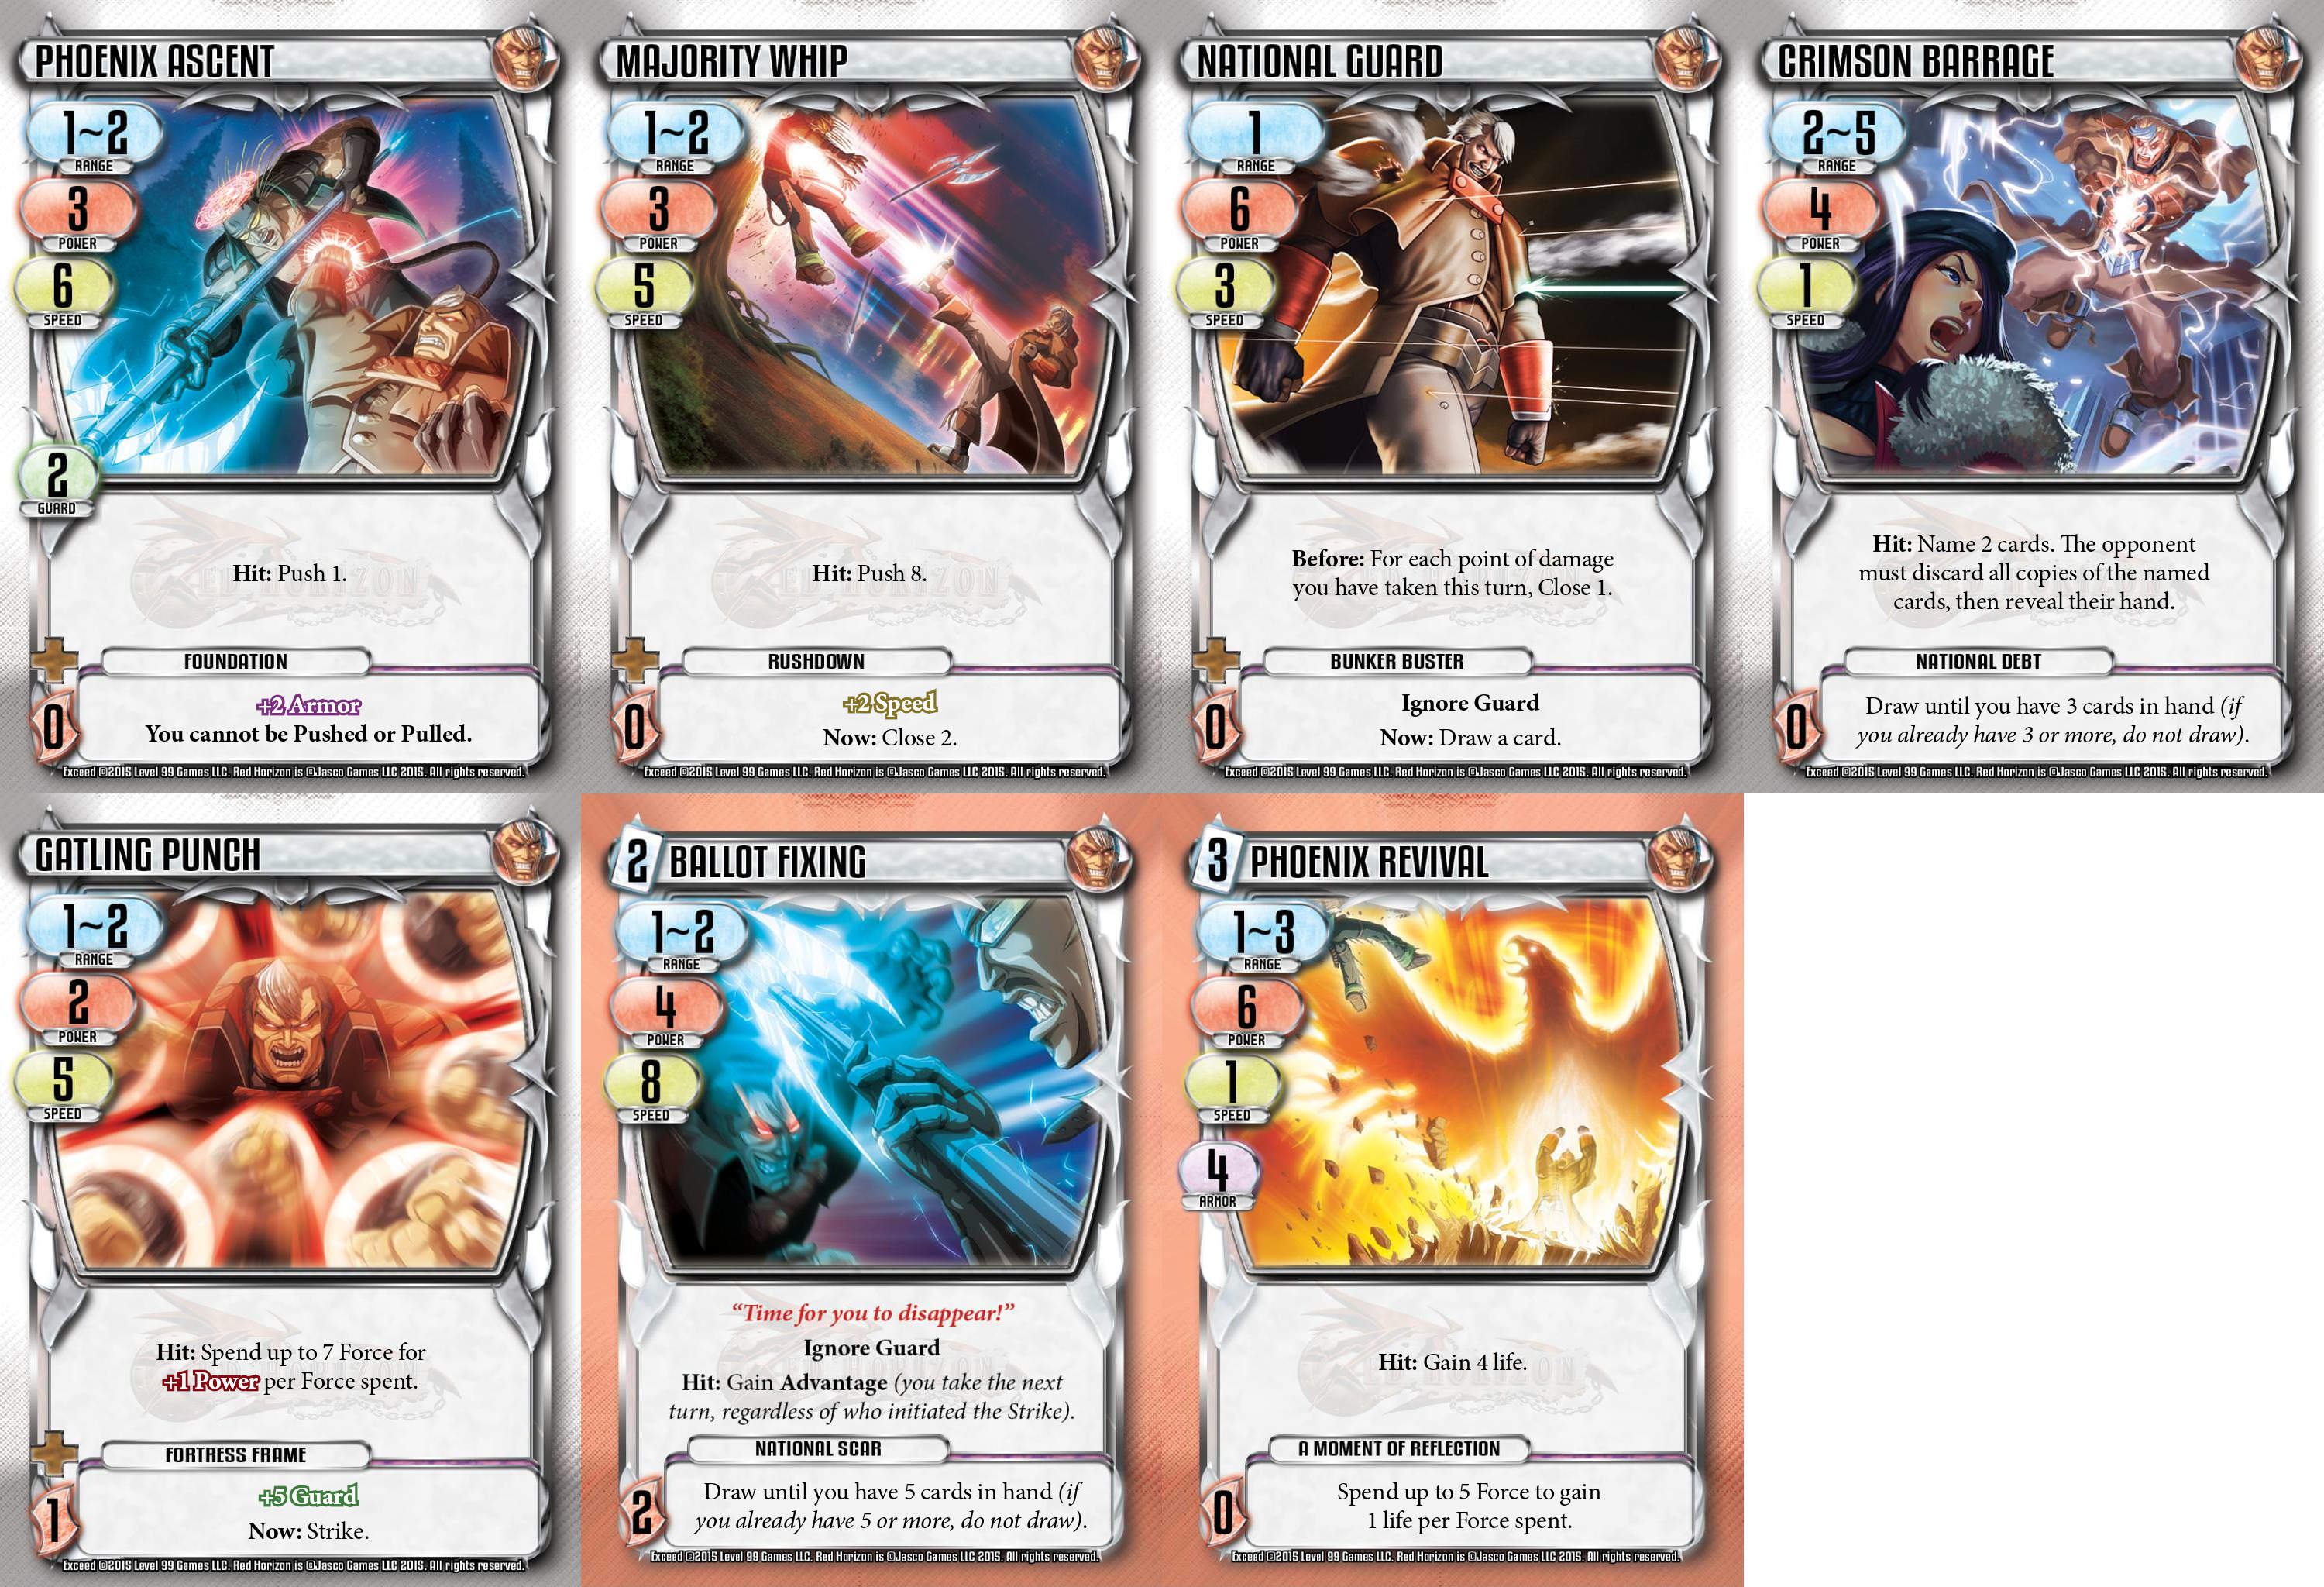 PHOENIX ASCENT
1~2
RANGE
3
POWER
6
SPEED
2
GUARD
Hit: Push 1.
FOUNDATION
0
+2 Armor
You cannot be Pushed or Pulled.
Exceed ©2015 Level 99 Games LLC. Red Horizon is ©Jasco Games LLC 2015. All rights reserved.
MAJORITY WHIP
1~2
RANGE
3
POWER
5
SPEED
Hit: Push 8.
RUSHDOWN
0
+2 Speed
Now: Close 2.
Exceed ©2015 Level 99 Games LLC. Red Horizon is ©Jasco Games LLC 2015. All rights reserved.
NATIONAL GUARD
1
RANGE
6
POWER
3
SPEED
Before: For each point of damage
you have taken this turn, Close 1.
BUNKER BUSTER
0
Ignore Guard
Now: Draw a card.
Exceed ©2015 Level 99 Games LLC. Red Horizon is ©Jasco Games LLC 2015. All rights reserved.
CRIMSON BARRAGE
2~5
RANGE
4
POWER
1
SPEED
Hit: Name 2 cards. The opponent
must discard all copies of the named
cards, then reveal their hand.
NATIONAL DEBT
0
Draw until you have 3 cards in hand (if
you already have 3 or more, do not draw).
Exceed ©2015 Level 99 Games LLC. Red Horizon is ©Jasco Games LLC 2015. All rights reserved.
GATLING PUNCH
1~2
RANGE
2
POWER
5
SPEED
Hit: Spend up to 7 Force for
+1 Power per Force spent.
FORTRESS FRAME
1
+5 Guard
Now: Strike.
Exceed ©2015 Level 99 Games LLC. Red Horizon is ©Jasco Games LLC 2015. All rights reserved.
2 BALLOT FIXING
1~2
RANGE
4
POWER
8
SPEED
“Time for you to disappear!”
Ignore Guard
Hit: Gain Advantage (you take the next
turn, regardless of who initiated the Strike).
NATIONAL SCAR
2
Draw until you have 5 cards in hand (if
you already have 5 or more, do not draw).
Exceed ©2015 Level 99 Games LLC. Red Horizon is ©Jasco Games LLC 2015. All rights reserved.
3 PHOENIX REVIVAL
1~3
RANGE
6
POWER
1
SPEED
4
ARMOR
Hit: Gain 4 life.
A MOMENT OF REFLECTION
0
Spend up to 5 Force to gain
1 life per Force spent.
Exceed ©2015 Level 99 Games LLC. Red Horizon is ©Jasco Games LLC 2015. All rights reserved.